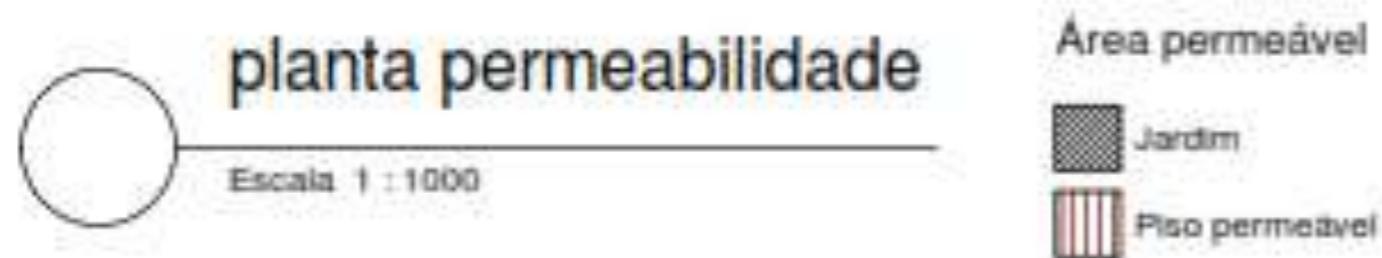 planta permeabilidade
Escala 1 : 1000
Área permeável
Jardim
Piso permeável